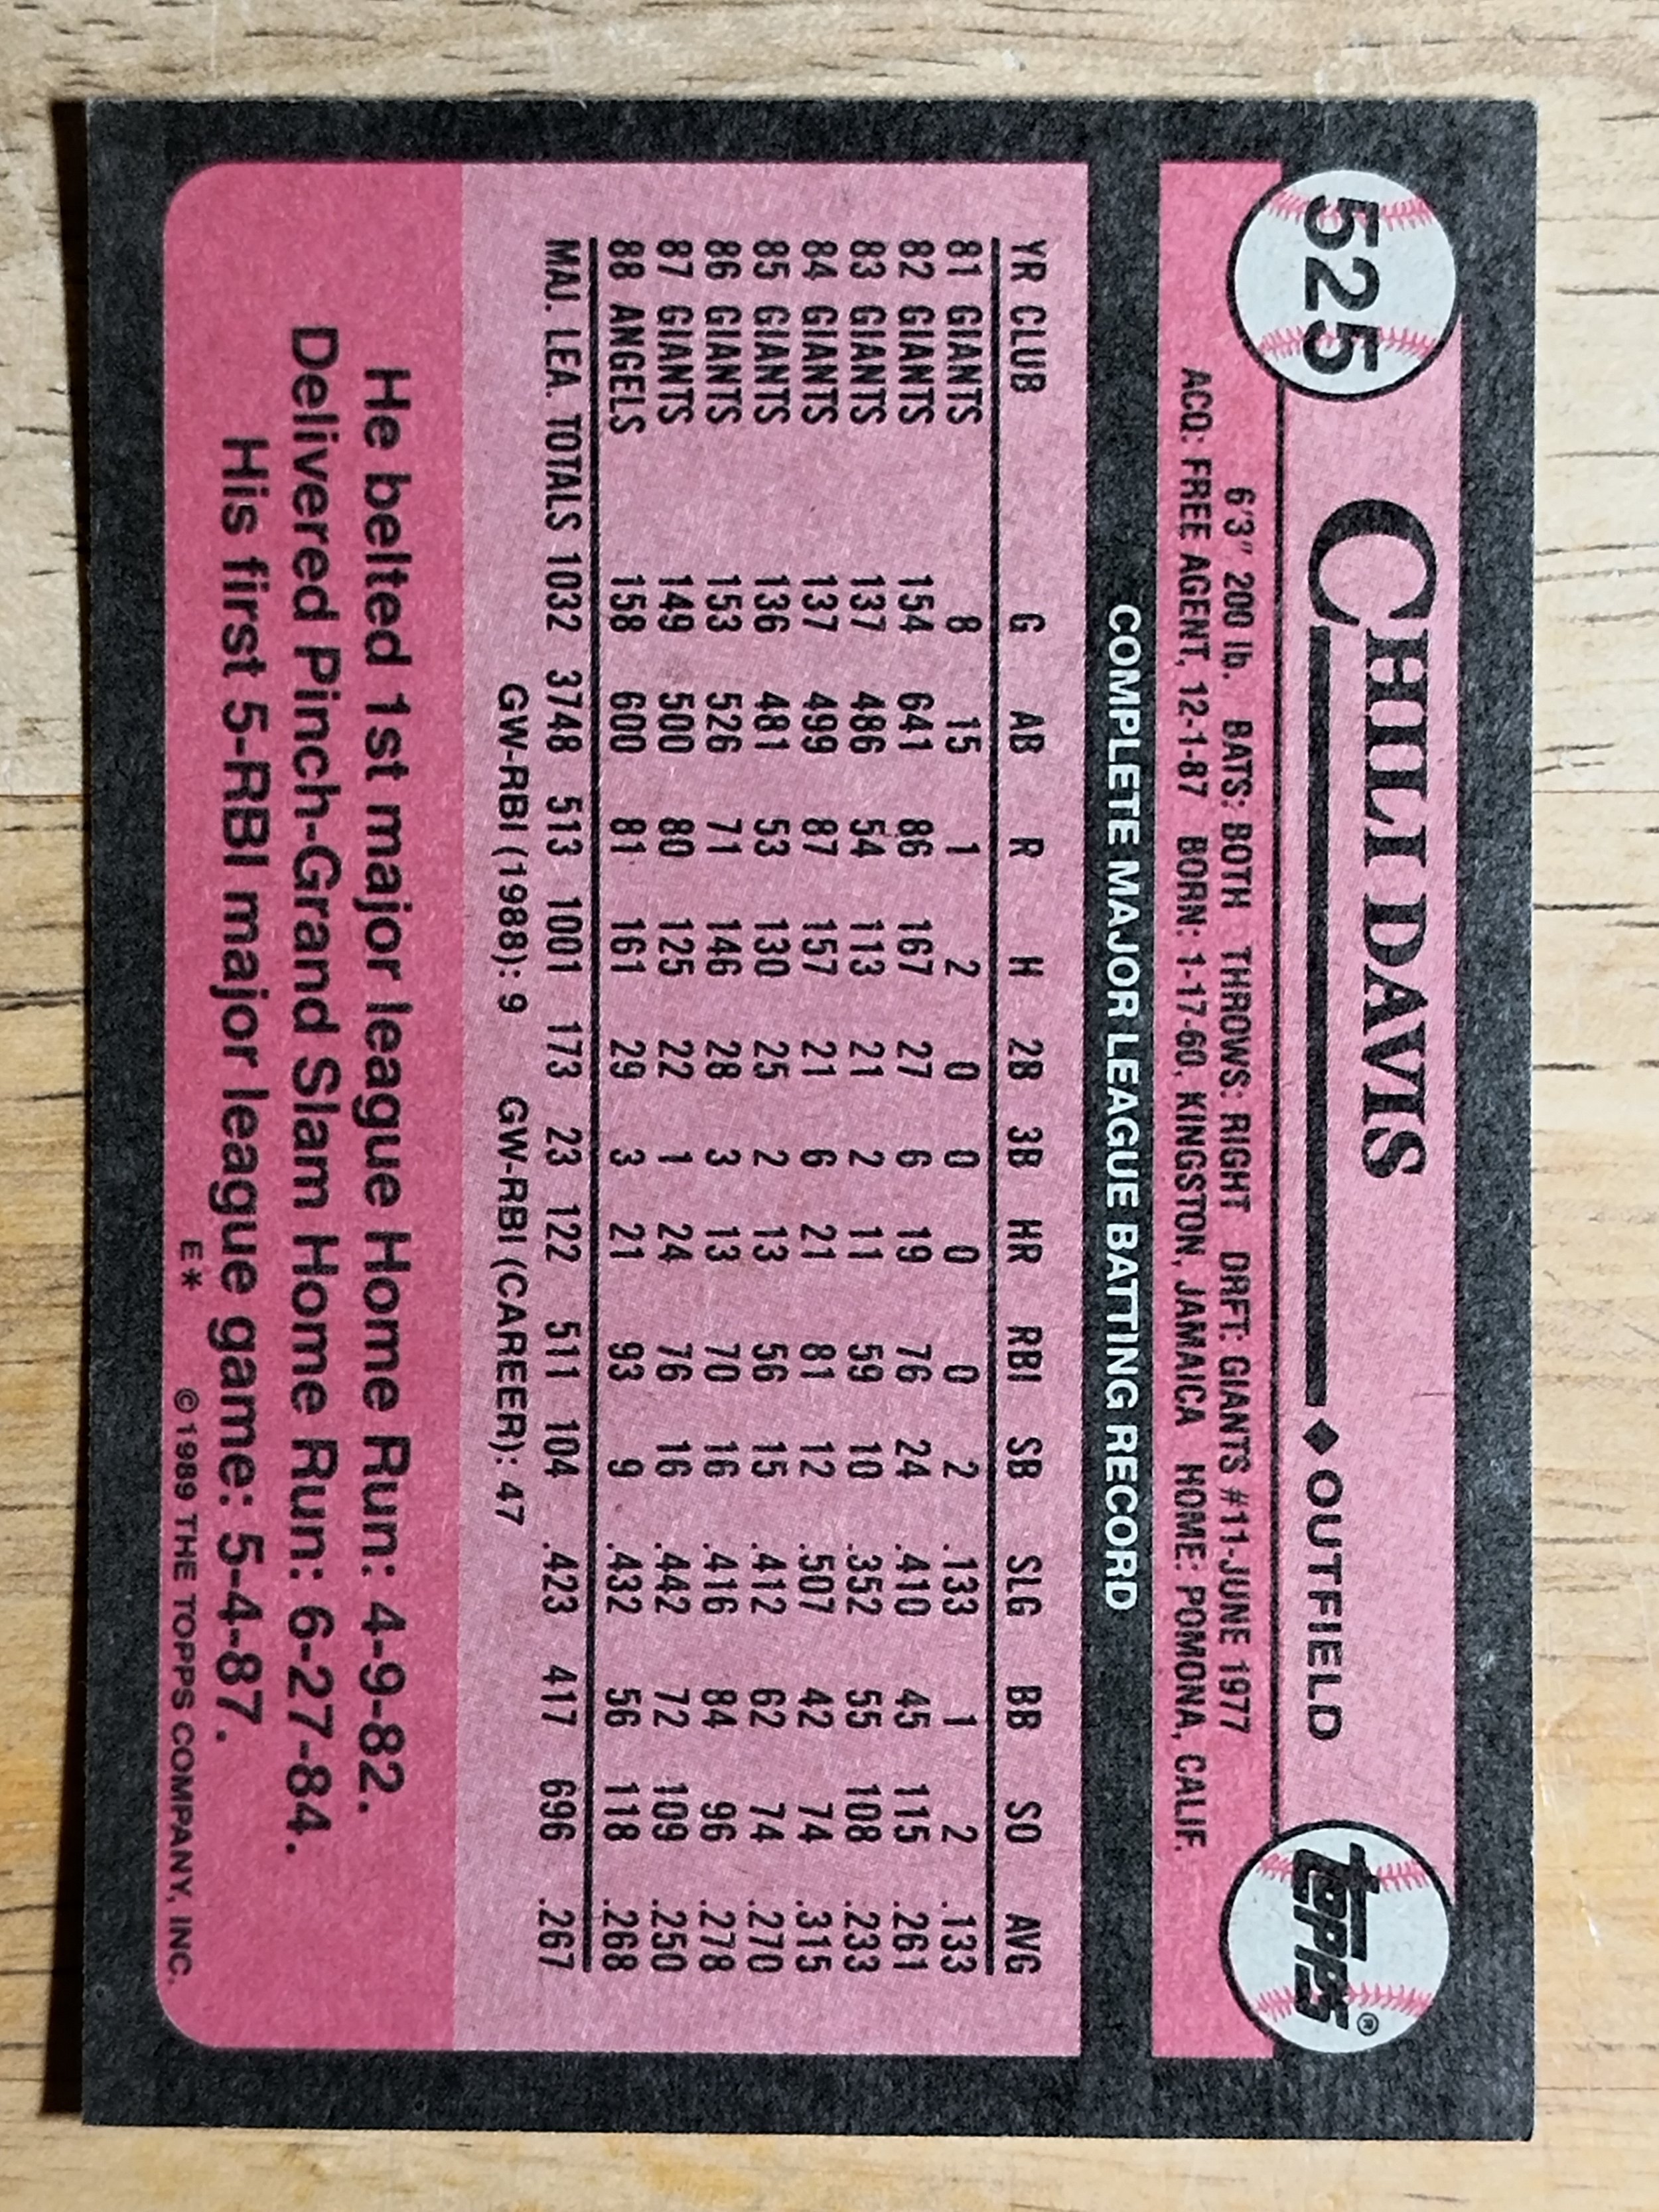 525
CHILI DAVIS
◆OUTFIELD
topps®
6'3" 200 lb. BATS: BOTH THROWS: RIGHT DRFT: GIANTS #11-JUNE 1977
ACQ: FREE AGENT, 12-1-87 BORN: 1-17-60, KINGSTON, JAMAICA HOME: POMONA, CALIF.
COMPLETE MAJOR LEAGUE BATTING RECORD
YR CLUB G AB R H 2B 3B HR RBI SB SLG BB SO AVG
81 GIANTS 8 15 1 2 0 0 0 0 2 .133 1 2 .133
82 GIANTS 154 641 86 167 27 6 19 76 24 .410 45 115 .261
83 GIANTS 137 486 54 113 21 2 11 59 10 .352 55 108 .233
84 GIANTS 137 499 87 157 21 6 21 81 12 .507 42 74 .315
85 GIANTS 136 481 53 130 25 2 13 56 15 .412 62 74 .270
86 GIANTS 153 526 71 146 28 3 13 70 16 .416 84 96 .278
87 GIANTS 149 500 80 125 22 1 24 76 16 .442 72 109 .250
88 ANGELS 158 600 81 161 29 3 21 93 9 .432 56 118 .268
MAJ. LEA. TOTALS 1032 3748 513 1001 173 23 122 511 104 .423 417 696 .267
GW-RBI (1988): 9 GW-RBI (CAREER): 47
He belted 1st major league Home Run: 4-9-82.
Delivered Pinch-Grand Slam Home Run: 6-27-84.
His first 5-RBI major league game: 5-4-87.
E* ©1989 THE TOPPS COMPANY, INC.